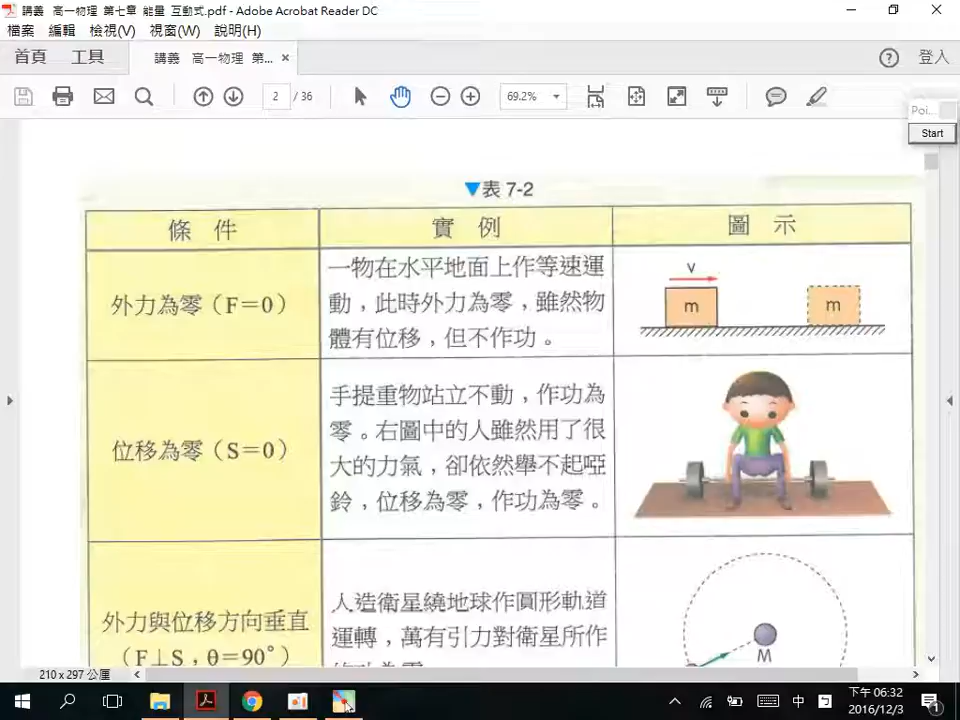 講義 高一物理 第七章 能量 互動式.pdf - Adobe Acrobat Reader DC
檔案 編輯 檢視(V) 視窗(W) 說明(H)
首頁 工具 講義 高一物理 第... × ? 登入
2 / 36 69.2%
Poi...
Start
▼表 7-2
條 件 實 例 圖 示
外力為零(F=0)
一物在水平地面上作等速運
動,此時外力為零,雖然物
體有位移,但不作功。
v
m m
位移為零(S=0)
手提重物站立不動,作功為
零。右圖中的人雖然用了很
大的力氣,卻依然舉不起啞
鈴,位移為零,作功為零。
外力與位移方向垂直
(F⊥S,θ=90°)
人造衛星繞地球作圓形軌道
運轉,萬有引力對衛星所作
M
210 x 297 公厘
中 下午 06:32
2016/12/3
1